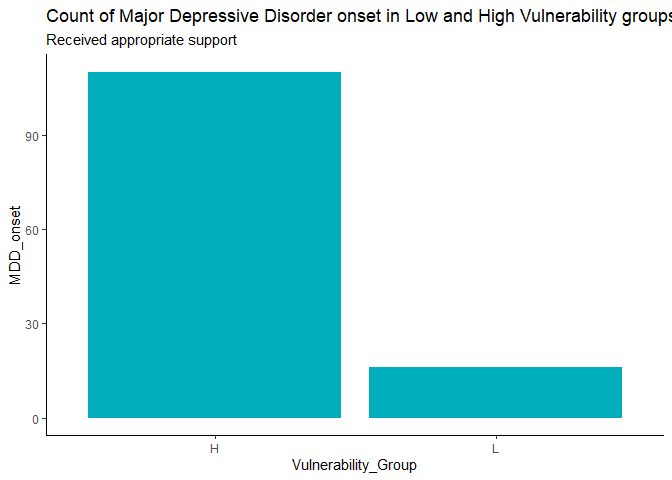 Count of Major Depressive Disorder onset in Low and High Vulnerability groups
Received appropriate support
MDD_onset
90
60
30
0
H
L
Vulnerability_Group